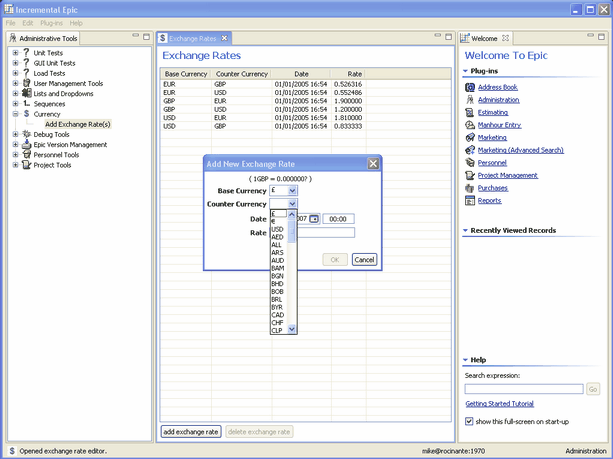 Incremental Epic
File Edit Plug-ins Help
Administrative Tools
Unit Tests
GUI Unit Tests
Load Tests
User Management Tools
Lists and Dropdowns
Sequences
Currency
Add Exchange Rate(s)
Debug Tools
Epic Version Management
Personnel Tools
Project Tools
Exchange Rates
Exchange Rates
Base Currency Counter Currency Date Rate
EUR GBP 01/01/2005 16:54 0.526316
EUR USD 01/01/2005 16:54 0.552486
GBP EUR 01/01/2005 16:54 1.900000
GBP USD 01/01/2005 16:54 1.200000
USD EUR 01/01/2005 16:54 1.810000
USD GBP 01/01/2005 16:54 0.833333
Add New Exchange Rate
( 1GBP = 0.000000? )
Base Currency £
Counter Currency
Date 007 00:00
Rate
£
€
USD
AED
ALL
ARS
AUD
BAM
BGN
BHD
BOB
BRL
BYR
CAD
CHF
CLP
OK Cancel
add exchange rate delete exchange rate
Welcome
Welcome To Epic
Plug-ins
Address Book
Administration
Estimating
Manhour Entry
Marketing
Marketing (Advanced Search)
Personnel
Project Management
Purchases
Reports
Recently Viewed Records
Help
Search expression:
Go
Getting Started Tutorial
show this full-screen on start-up
$ Opened exchange rate editor. mike@rocinante:1970 Administration